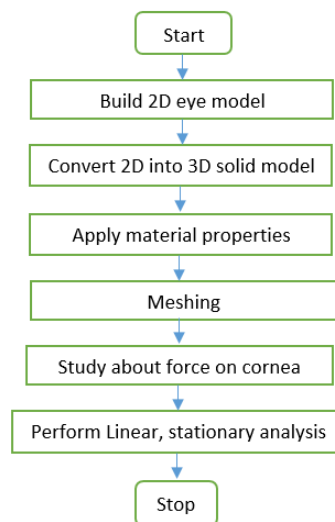 Start
Build 2D eye model
Convert 2D into 3D solid model
Apply material properties
Meshing
Study about force on cornea
Perform Linear, stationary analysis
Stop